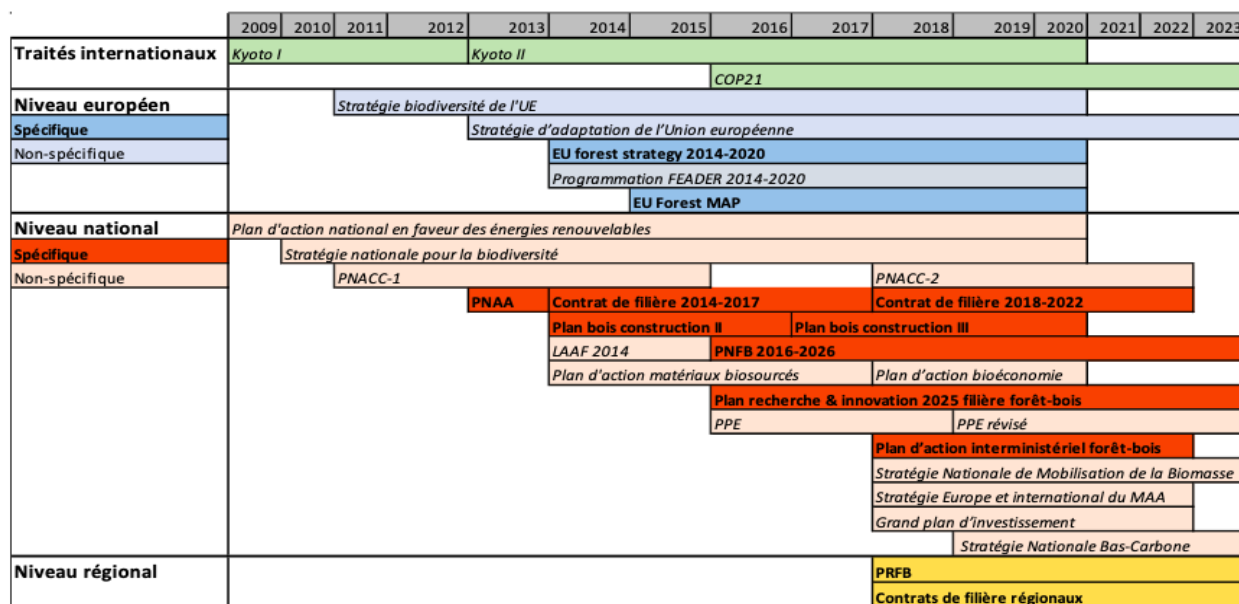 2009 2010 2011 2012 2013 2014 2015 2016 2017 2018 2019 2020 2021 2022 2023
Traités internationaux Kyoto I Kyoto II
COP21
Niveau européen Stratégie biodiversité de l'UE
Spécifique Stratégie d'adaptation de l'Union européenne
Non-spécifique EU forest strategy 2014-2020
Programmation FEADER 2014-2020
EU Forest MAP
Niveau national Plan d'action national en faveur des énergies renouvelables
Spécifique Stratégie nationale pour la biodiversité
Non-spécifique PNACC-1 PNACC-2
PNAA Contrat de filière 2014-2017 Contrat de filière 2018-2022
Plan bois construction II Plan bois construction III
LAAF 2014 PNFB 2016-2026
Plan d'action matériaux biosourcés Plan d'action bioéconomie
Plan recherche & innovation 2025 filière forêt-bois
PPE PPE révisé
Plan d'action interministériel forêt-bois
Stratégie Nationale de Mobilisation de la Biomasse
Stratégie Europe et international du MAA
Grand plan d'investissement
Stratégie Nationale Bas-Carbone
Niveau régional PRFB
Contrats de filière régionaux